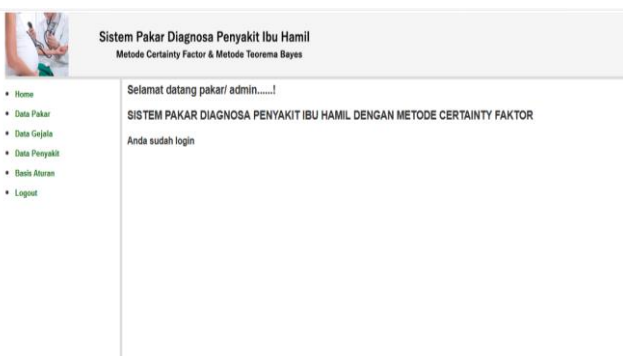 Sistem Pakar Diagnosa Penyakit Ibu Hamil
Metode Certainty Factor & Metode Teorema Bayes
Home
Data Pakar
Data Gejala
Data Penyakit
Basis Aturan
Logout
Selamat datang pakar/ admin......!
SISTEM PAKAR DIAGNOSA PENYAKIT IBU HAMIL DENGAN METODE CERTAINTY FAKTOR
Anda sudah login